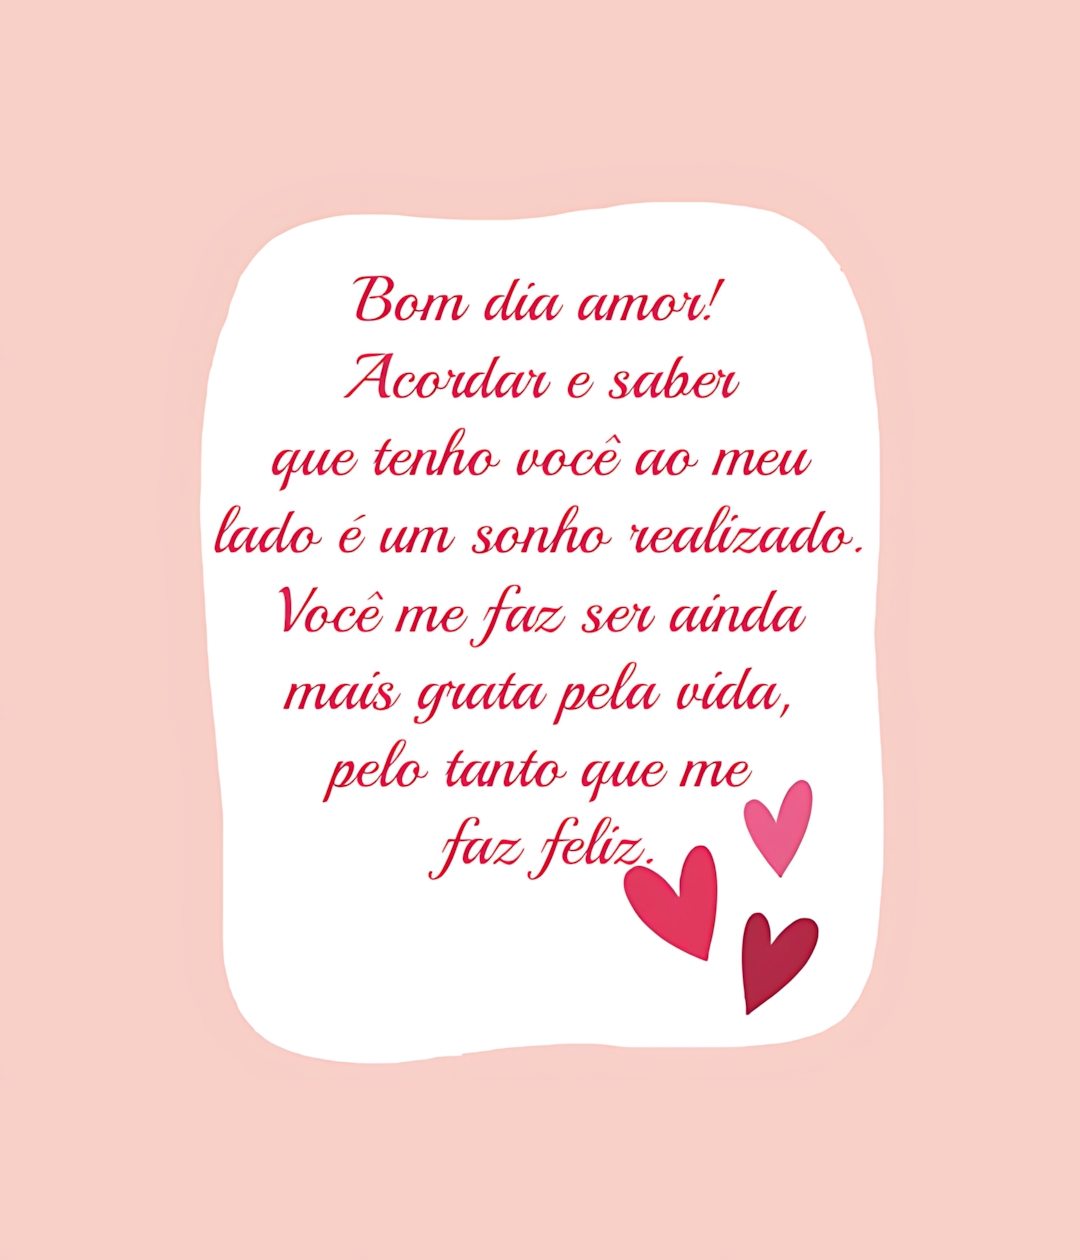 Bom dia amor!
Acordar e saber
que tenho você ao meu
lado é um sonho realizado.
Você me faz ser ainda
mais grata pela vida,
pelo tanto que me
faz feliz.